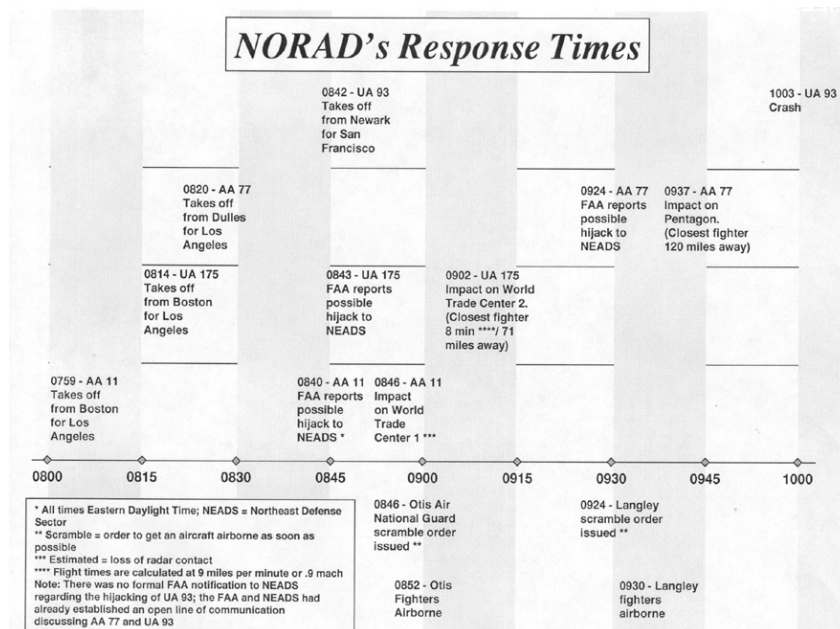 NORAD's Response Times
0842 - UA 93
Takes off
from Newark
for San
Francisco
1003 - UA 93
Crash
0820 - AA 77
Takes off
from Dulles
for Los
Angeles
0924 - AA 77
FAA reports
possible
hijack to
NEADS
0937 - AA 77
Impact on
Pentagon.
(Closest fighter
120 miles away)
0814 - UA 175
Takes off
from Boston
for Los
Angeles
0843 - UA 175
FAA reports
possible
hijack to
NEADS
0902 - UA 175
Impact on World
Trade Center 2.
(Closest fighter
8 min ****/ 71
miles away)
0759 - AA 11
Takes off
from Boston
for Los
Angeles
0840 - AA 11
FAA reports
possible
hijack to
NEADS *
0846 - AA 11
Impact
on World
Trade
Center 1 ***
0800 0815 0830 0845 0900 0915 0930 0945 1000
* All times Eastern Daylight Time; NEADS = Northeast Defense
Sector
** Scramble = order to get an aircraft airborne as soon as
possible
*** Estimated = loss of radar contact
**** Flight times are calculated at 9 miles per minute or .9 mach
Note: There was no formal FAA notification to NEADS
regarding the hijacking of UA 93; the FAA and NEADS had
already established an open line of communication
discussing AA 77 and UA 93
0846 - Otis Air
National Guard
scramble order
issued **
0852 - Otis
Fighters
Airborne
0924 - Langley
scramble order
issued **
0930 - Langley
fighters
airborne